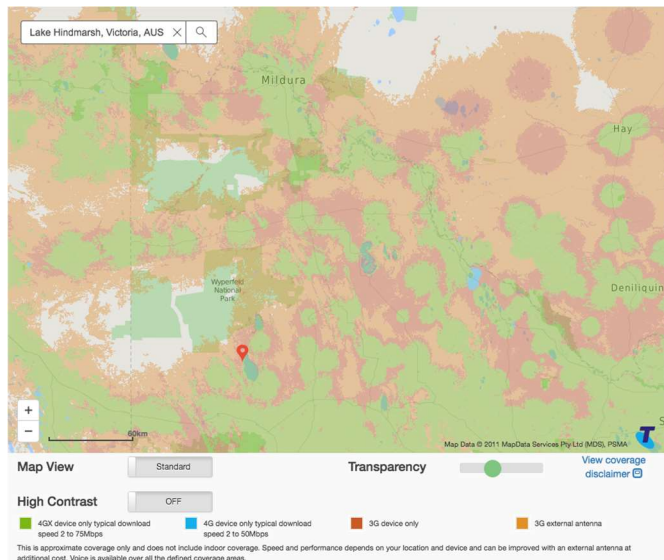 Lake Hindmarsh, Victoria, AUS
Mildura
Hay
Wyperfeld
National
Park
Deniliquin
+
−
60km
Map Data © 2011 MapData Services Pty Ltd (MDS), PSMA
Map View
Standard
Transparency
View coverage
disclaimer
High Contrast
OFF
4GX device only typical download
speed 2 to 75Mbps
4G device only typical download
speed 2 to 50Mbps
3G device only
3G external antenna
This is approximate coverage only and does not include indoor coverage. Speed and performance depends on your location and device and can be improved with an external antenna at
additional cost. Voice is available over all the defined coverage areas.